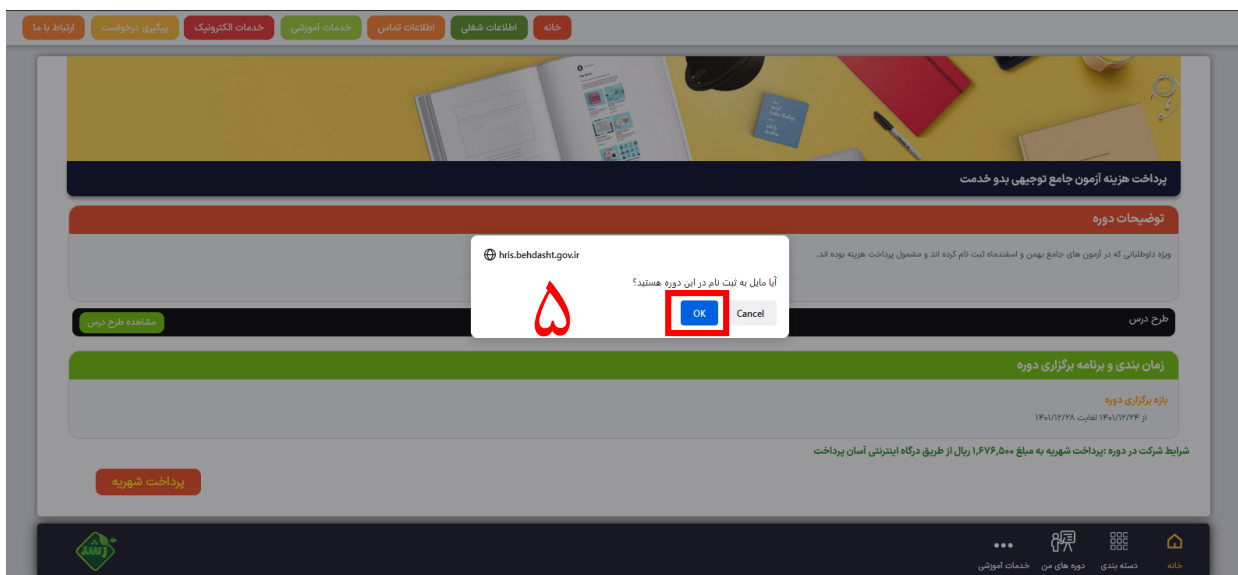 خانه
اطلاعات شغلی
اطلاعات تماس
خدمات آموزشی
خدمات الکترونیک
پیگیری درخواست
ارتباط با ما
پرداخت هزینه آزمون جامع توجیهی بدو خدمت
توضیحات دوره
ویژه داوطلبانی که در آزمون های جامع بهمن و اسفندماه ثبت نام کرده اند و مشمول پرداخت هزینه بوده اند.
hris.behdasht.gov.ir
آیا مایل به ثبت نام در این دوره هستید؟
OK
Cancel
۵
طرح درس
مشاهده طرح درس
زمان بندی و برنامه برگزاری دوره
بازه برگزاری دوره
از ۱۴۰۱/۱۲/۲۴ لغایت ۱۴۰۱/۱۲/۲۸
شرایط شرکت در دوره :پرداخت شهریه به مبلغ ۱,۶۷۶,۵۰۰ ریال از طریق درگاه اینترنتی آسان پرداخت
پرداخت شهریه
خانه
دسته بندی
دوره های من
خدمات آموزشی
رشد